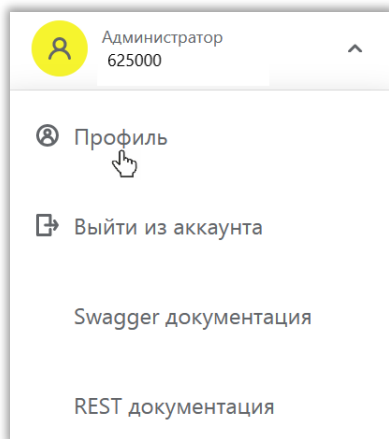 Администратор
625000
Профиль
Выйти из аккаунта
Swagger документация
REST документация